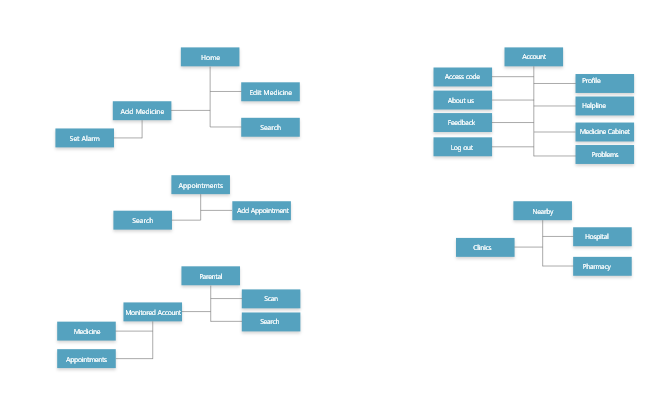 Home
Edit Medicine
Add Medicine
Search
Set Alarm
Appointments
Add Appointment
Search
Parental
Scan
Monitored Account
Search
Medicine
Appointments
Account
Access code
Profile
About us
Helpline
Feedback
Medicine Cabinet
Log out
Problems
Nearby
Hospital
Clinics
Pharmacy